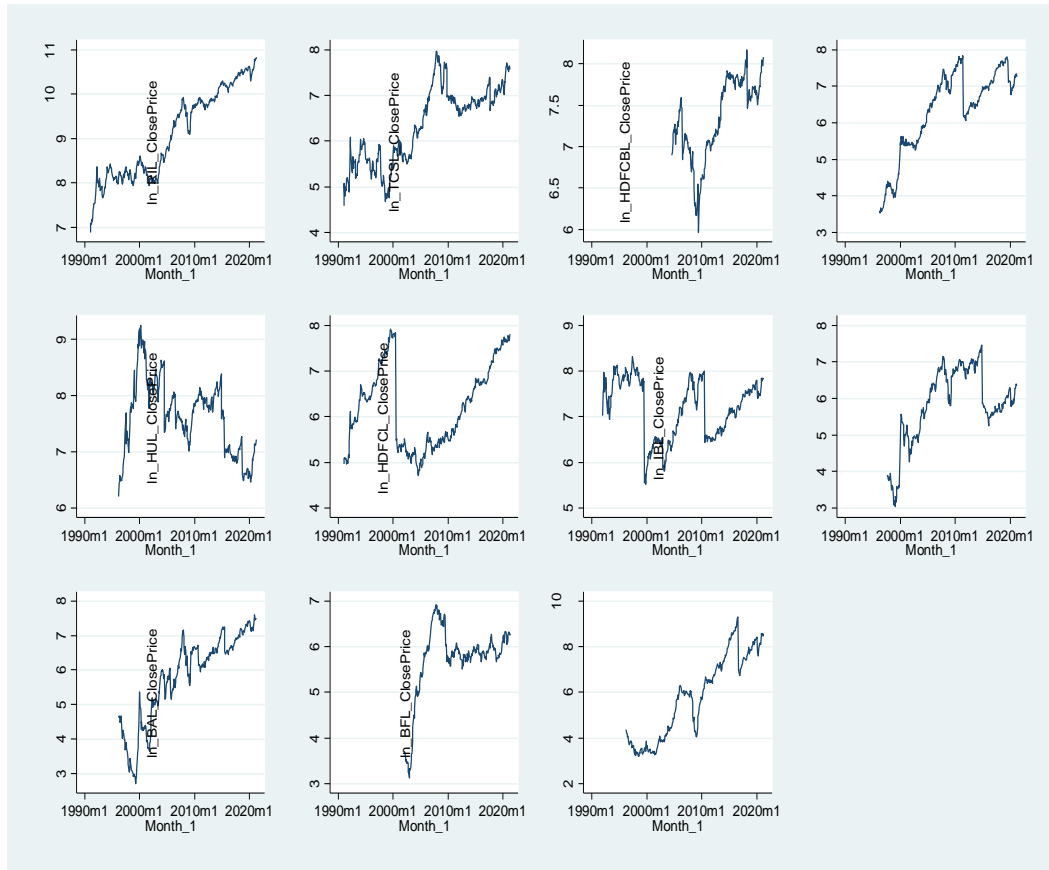 11
10
9
8
7
ln_RIL_ClosePrice
1990m1 2000m1 2010m1 2020m1
Month_1
8
7
6
5
4
ln_TCSL_ClosePrice
1990m1 2000m1 2010m1 2020m1
Month_1
8
7.5
7
6.5
6
ln_HDFCBL_ClosePrice
1990m1 2000m1 2010m1 2020m1
Month_1
8
7
6
5
4
3
1990m1 2000m1 2010m1 2020m1
Month_1
9
8
7
6
ln_HUL_ClosePrice
1990m1 2000m1 2010m1 2020m1
Month_1
8
7
6
5
4
ln_HDFCL_ClosePrice
1990m1 2000m1 2010m1 2020m1
Month_1
9
8
7
6
5
ln_IBL_ClosePrice
1990m1 2000m1 2010m1 2020m1
Month_1
8
7
6
5
4
3
1990m1 2000m1 2010m1 2020m1
Month_1
8
7
6
5
4
3
ln_BAL_ClosePrice
1990m1 2000m1 2010m1 2020m1
Month_1
7
6
5
4
3
ln_BFL_ClosePrice
1990m1 2000m1 2010m1 2020m1
Month_1
10
8
6
4
2
1990m1 2000m1 2010m1 2020m1
Month_1